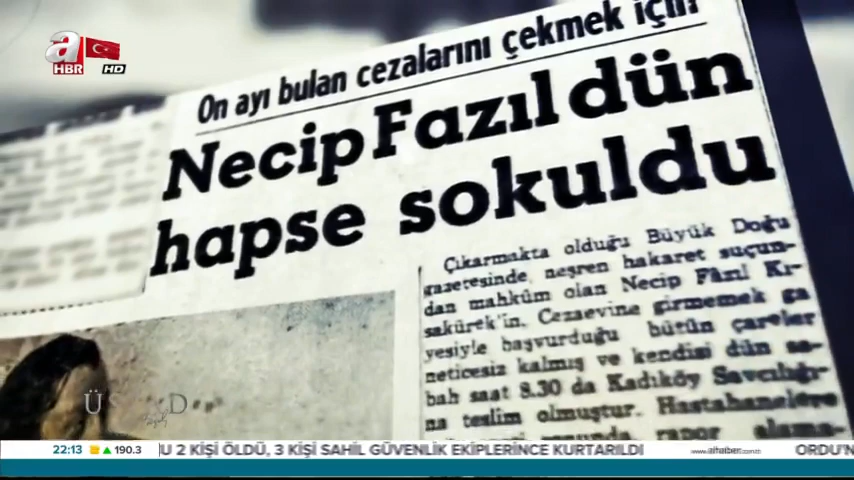 a
HBR
HD
On ayı bulan cezalarını çekmek için
Necip Fazıl dün
hapse sokuldu
Çıkarmakta olduğu Büyük Doğu
gazetesinde, neşren hakaret suçun-
dan mahkûm olan Necip Fâzıl Kı-
sakürek'in, Cezaevine girmemek ga
yesiyle başvurduğu bütün çareler
neticesiz kalmış ve kendisi dün sa-
bah saat 8.30 da Kadıköy Savcılığı-
na teslim olmuştur. Hastahanelere
rapor
22:13 190.3 U 2 KİŞİ ÖLDÜ, 3 KİŞİ SAHİL GÜVENLİK EKİPLERİNCE KURTARILDI www.ahaber.com.tr ORDU'N